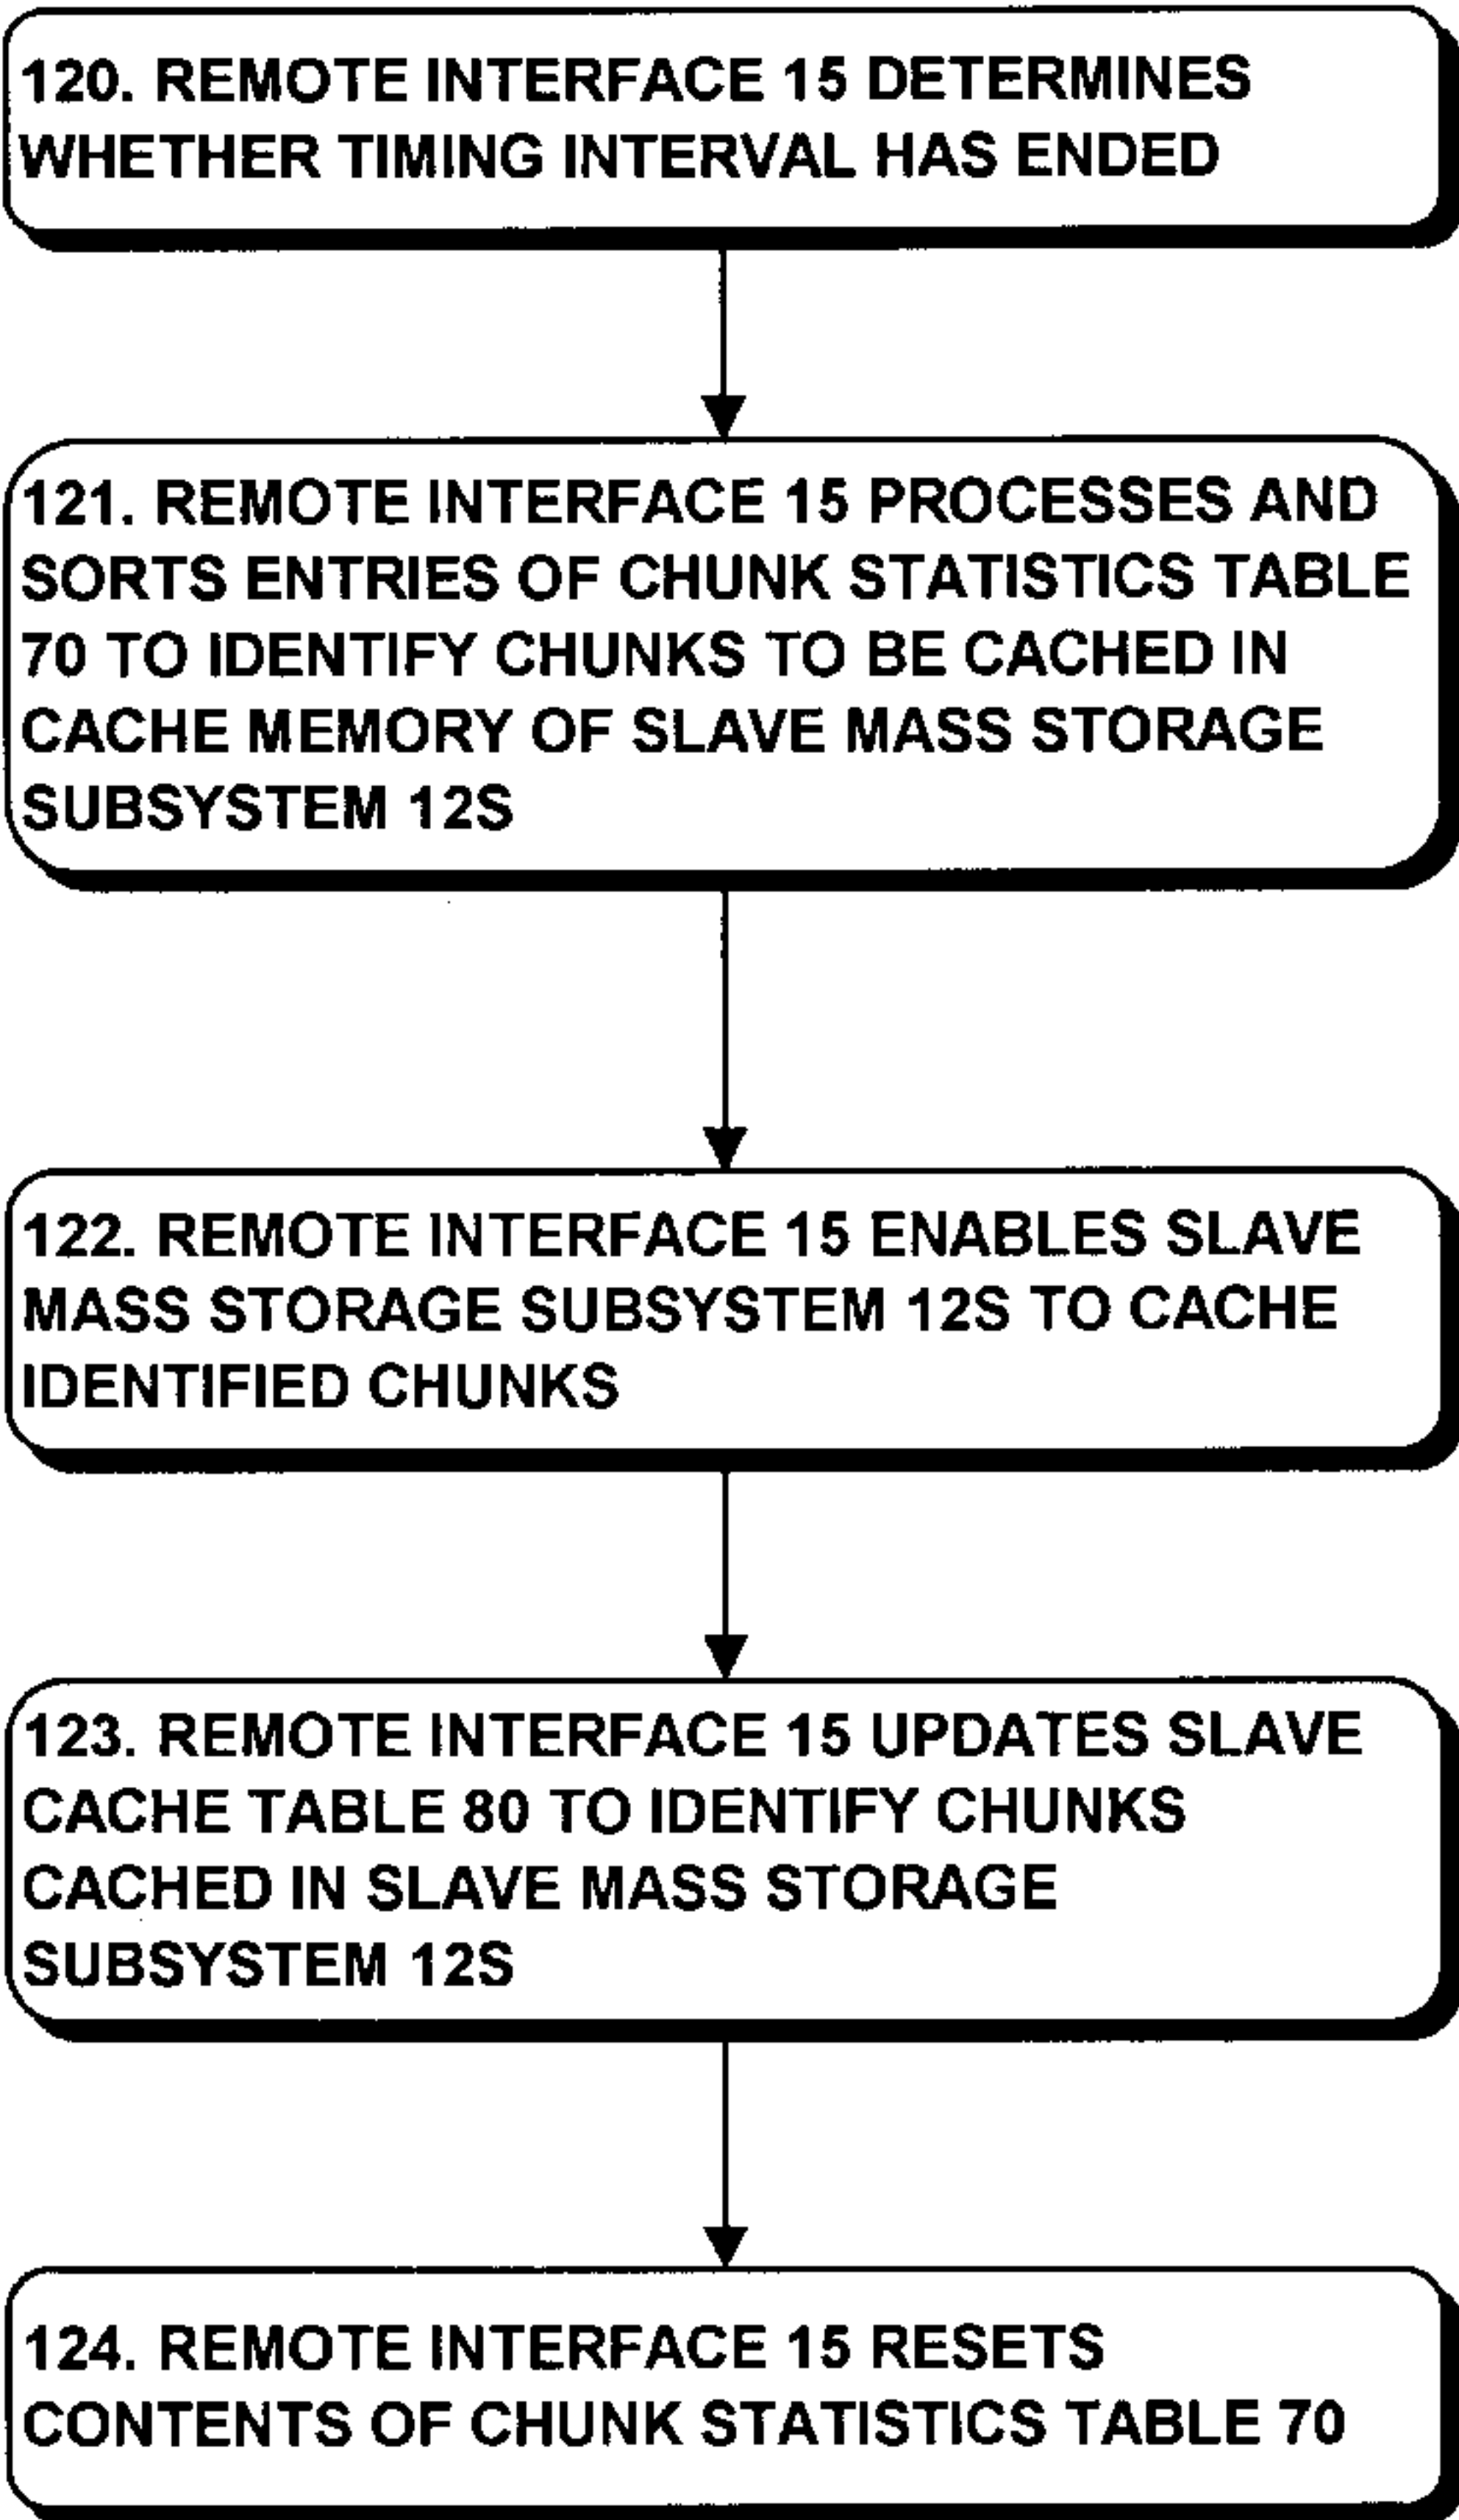 120. REMOTE INTERFACE 15 DETERMINES
WHETHER TIMING INTERVAL HAS ENDED
121. REMOTE INTERFACE 15 PROCESSES AND
SORTS ENTRIES OF CHUNK STATISTICS TABLE
70 TO IDENTIFY CHUNKS TO BE CACHED IN
CACHE MEMORY OF SLAVE MASS STORAGE
SUBSYSTEM 12S
122. REMOTE INTERFACE 15 ENABLES SLAVE
MASS STORAGE SUBSYSTEM 12S TO CACHE
IDENTIFIED CHUNKS
123. REMOTE INTERFACE 15 UPDATES SLAVE
CACHE TABLE 80 TO IDENTIFY CHUNKS
CACHED IN SLAVE MASS STORAGE
SUBSYSTEM 12S
124. REMOTE INTERFACE 15 RESETS
CONTENTS OF CHUNK STATISTICS TABLE 70